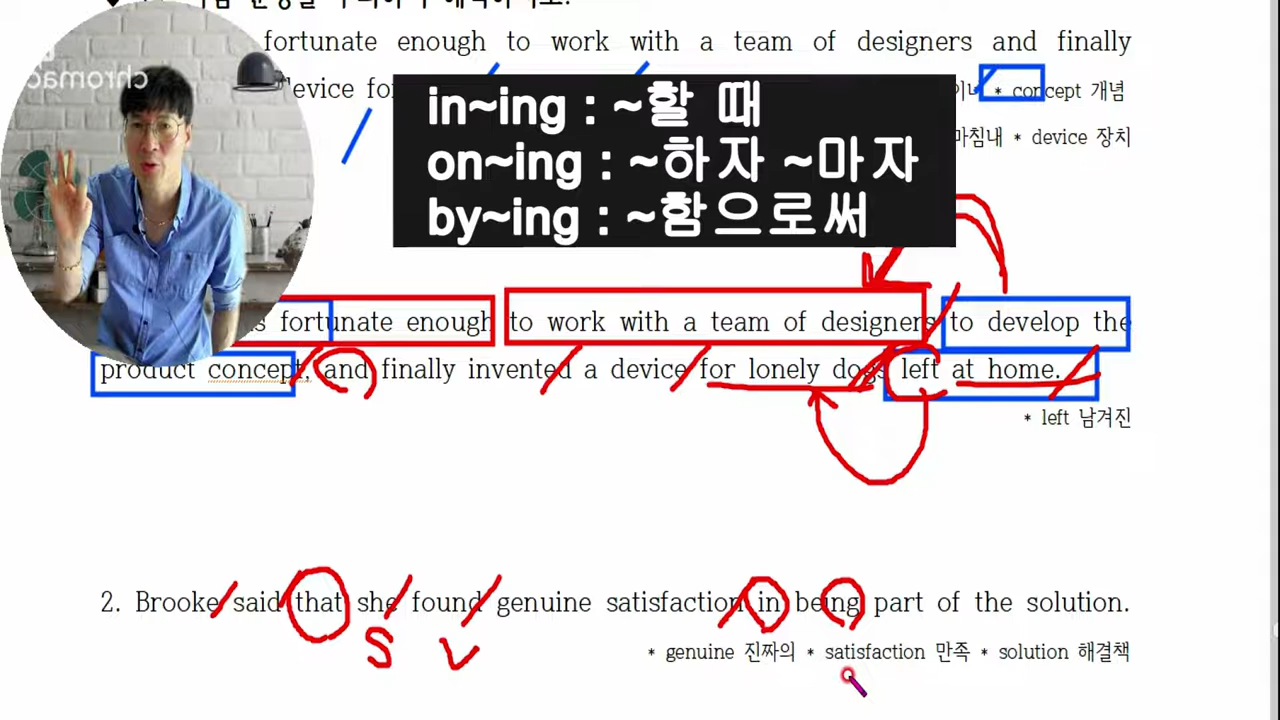 fortunate enough to work with a team of designers and finally
device for
* concept 개념
마침내 * device 장치
in~ing : ~할 때
on~ing : ~하자 ~마자
by~ing : ~함으로써
fortunate enough to work with a team of designers to develop the
product concept, and finally invented a device for lonely dogs left at home.
* left 남겨진
2. Brooke said that she found genuine satisfaction in being part of the solution.
S V
* genuine 진짜의 * satisfaction 만족 * solution 해결책